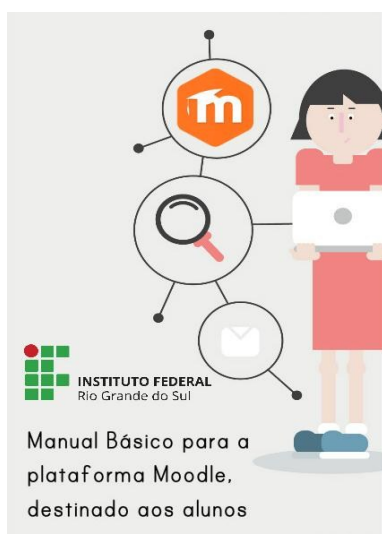 m
INSTITUTO FEDERAL
Rio Grande do Sul
Manual Básico para a
plataforma Moodle,
destinado aos alunos